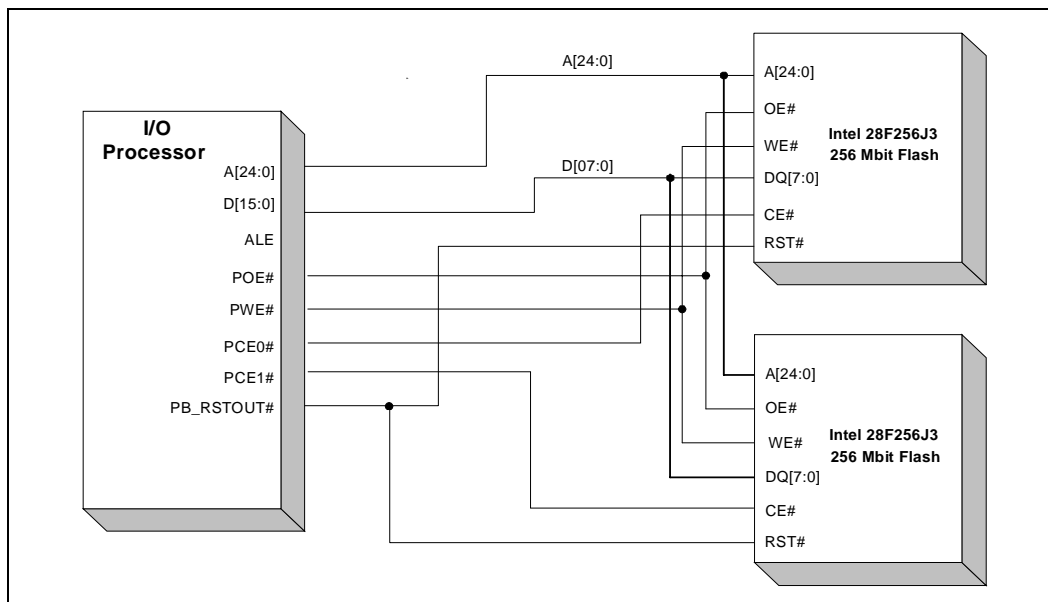 I/O
Processor
A[24:0]
D[15:0]
ALE
POE#
PWE#
PCE0#
PCE1#
PB_RSTOUT#
A[24:0]
D[07:0]
A[24:0]
OE#
WE#
DQ[7:0]
CE#
RST#
Intel 28F256J3
256 Mbit Flash
A[24:0]
OE#
WE#
DQ[7:0]
CE#
RST#
Intel 28F256J3
256 Mbit Flash